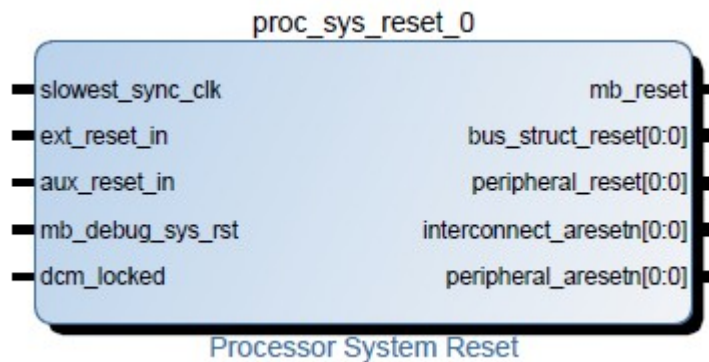 proc_sys_reset_0
slowest_sync_clk
mb_reset
ext_reset_in
bus_struct_reset[0:0]
aux_reset_in
peripheral_reset[0:0]
mb_debug_sys_rst
interconnect_aresetn[0:0]
dcm_locked
peripheral_aresetn[0:0]
Processor System Reset